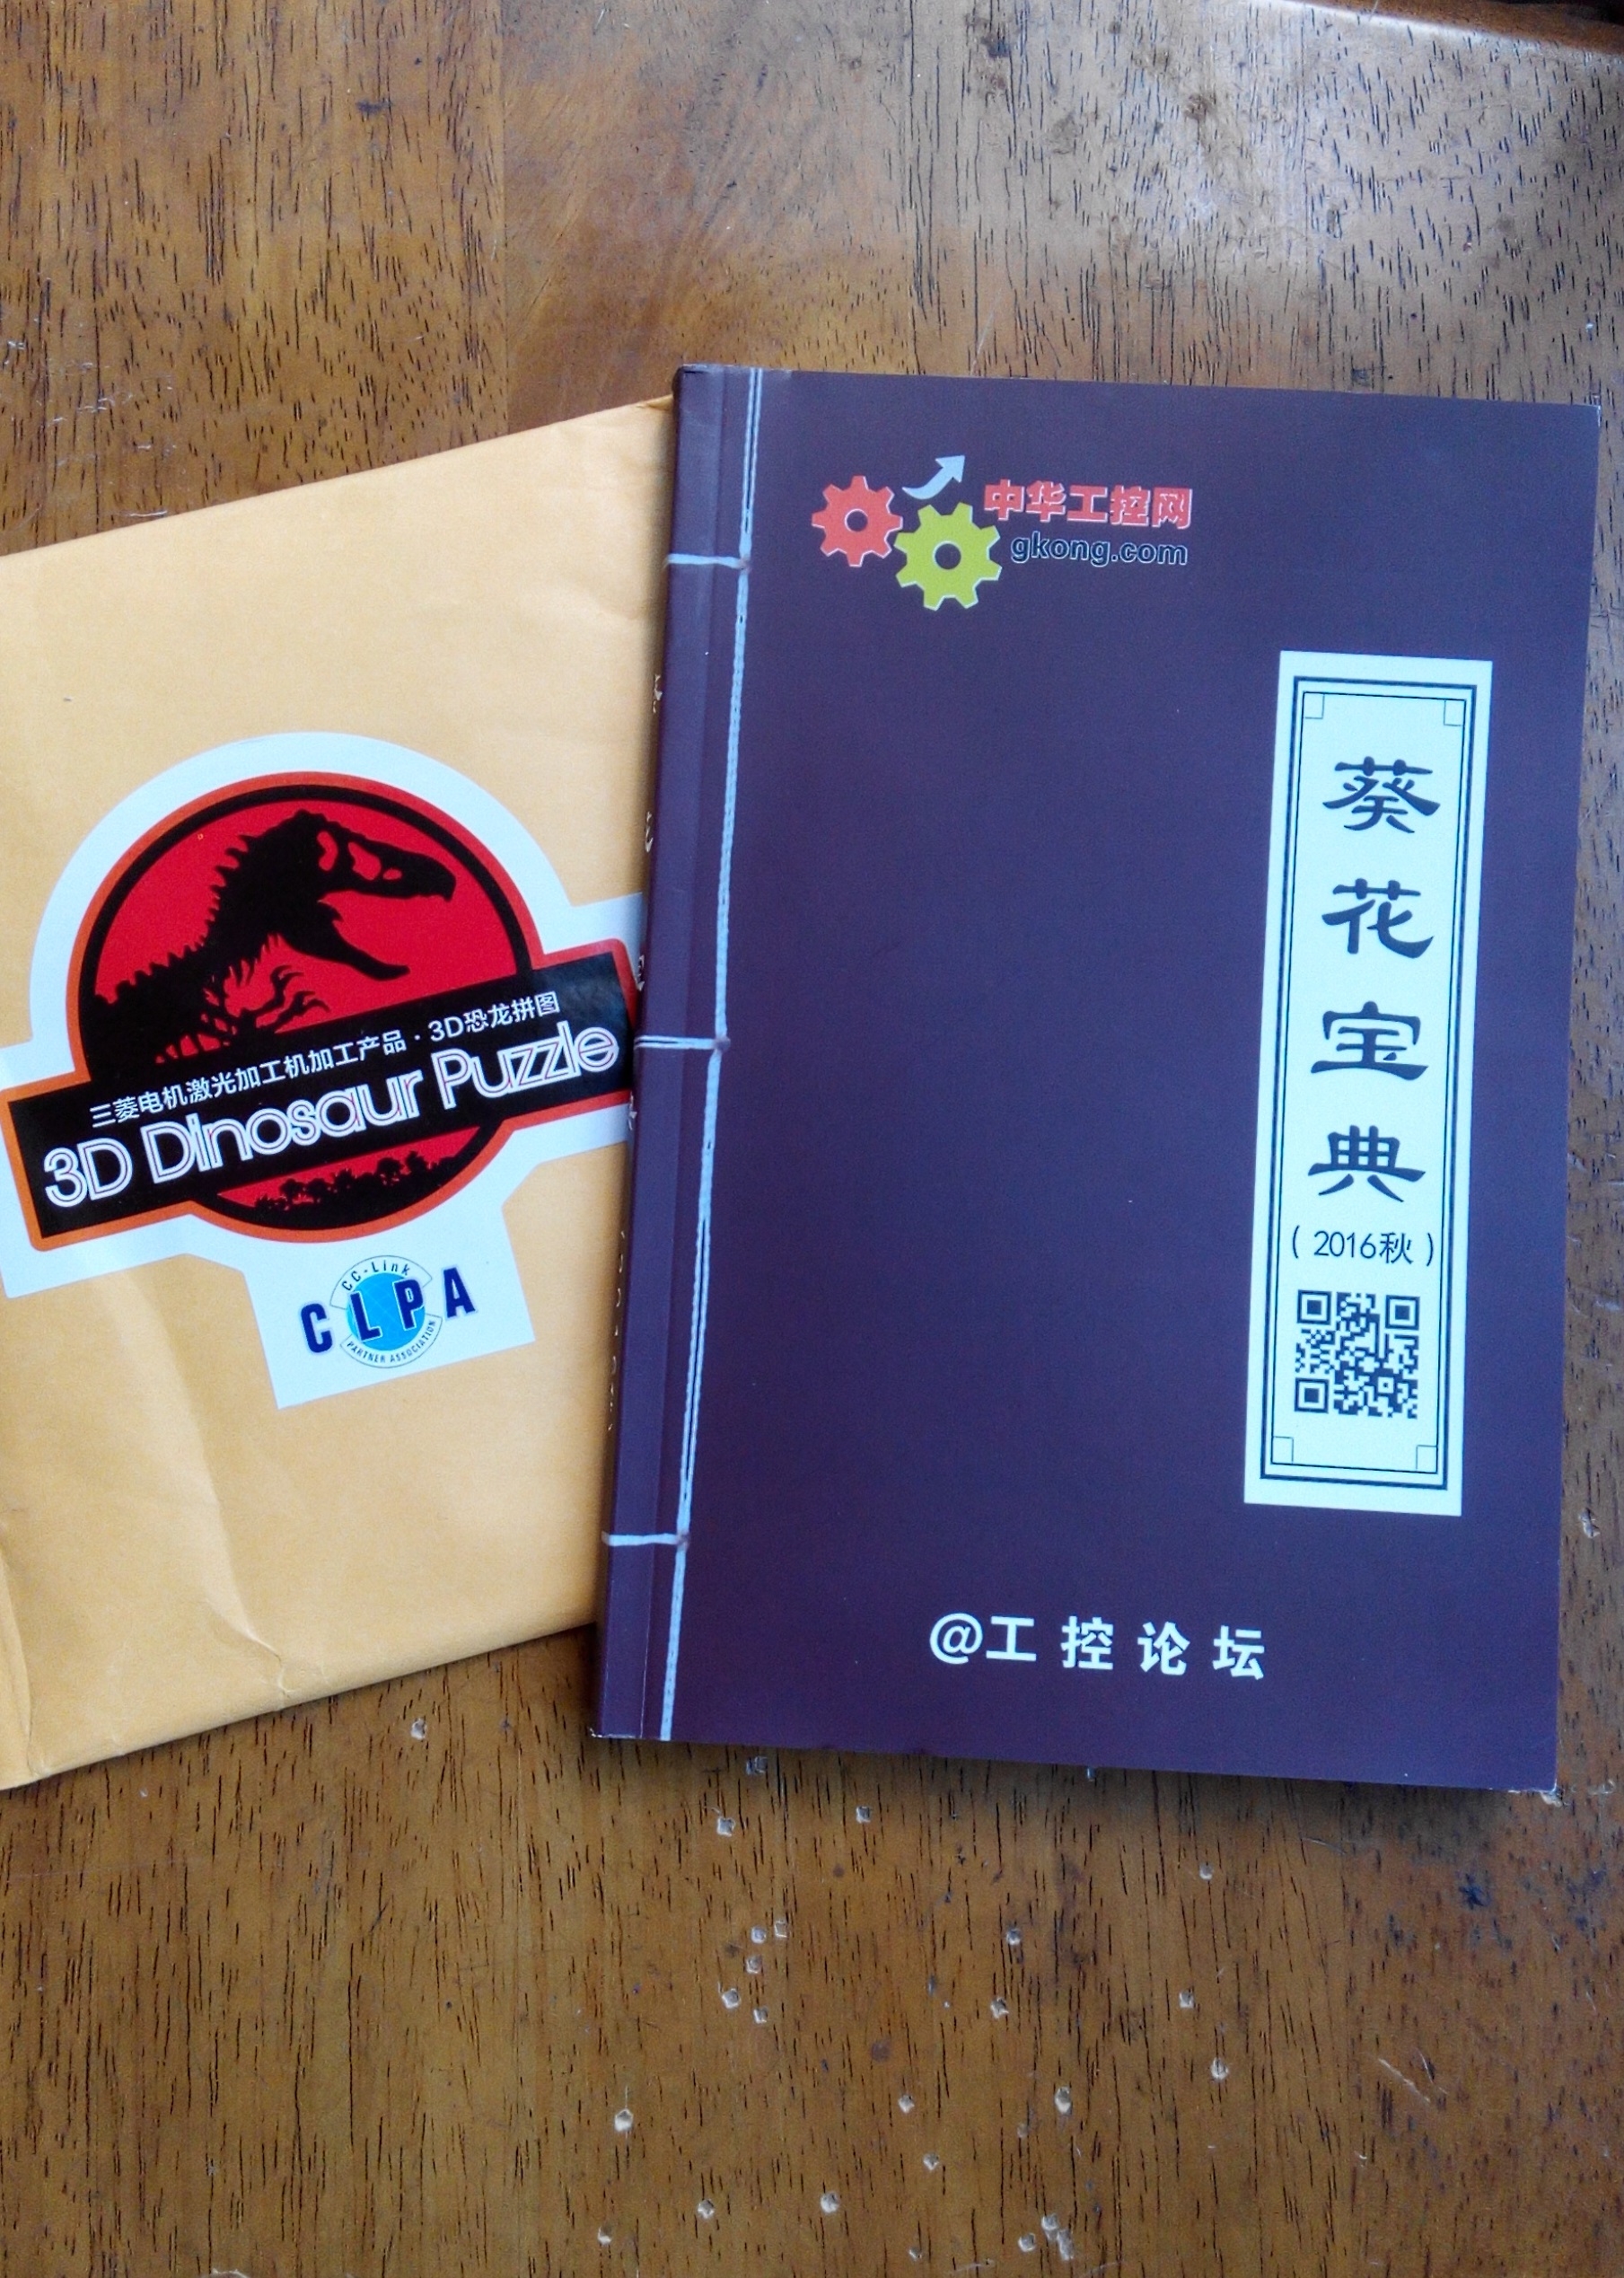 中华工控网
gkong.com
葵花宝典
(2016秋)
@工控论坛
三菱电机激光加工机加工产品·3D恐龙拼图
3D Dinosaur Puzzle
CC-Link
CLPA
PARTNER ASSOCIATION